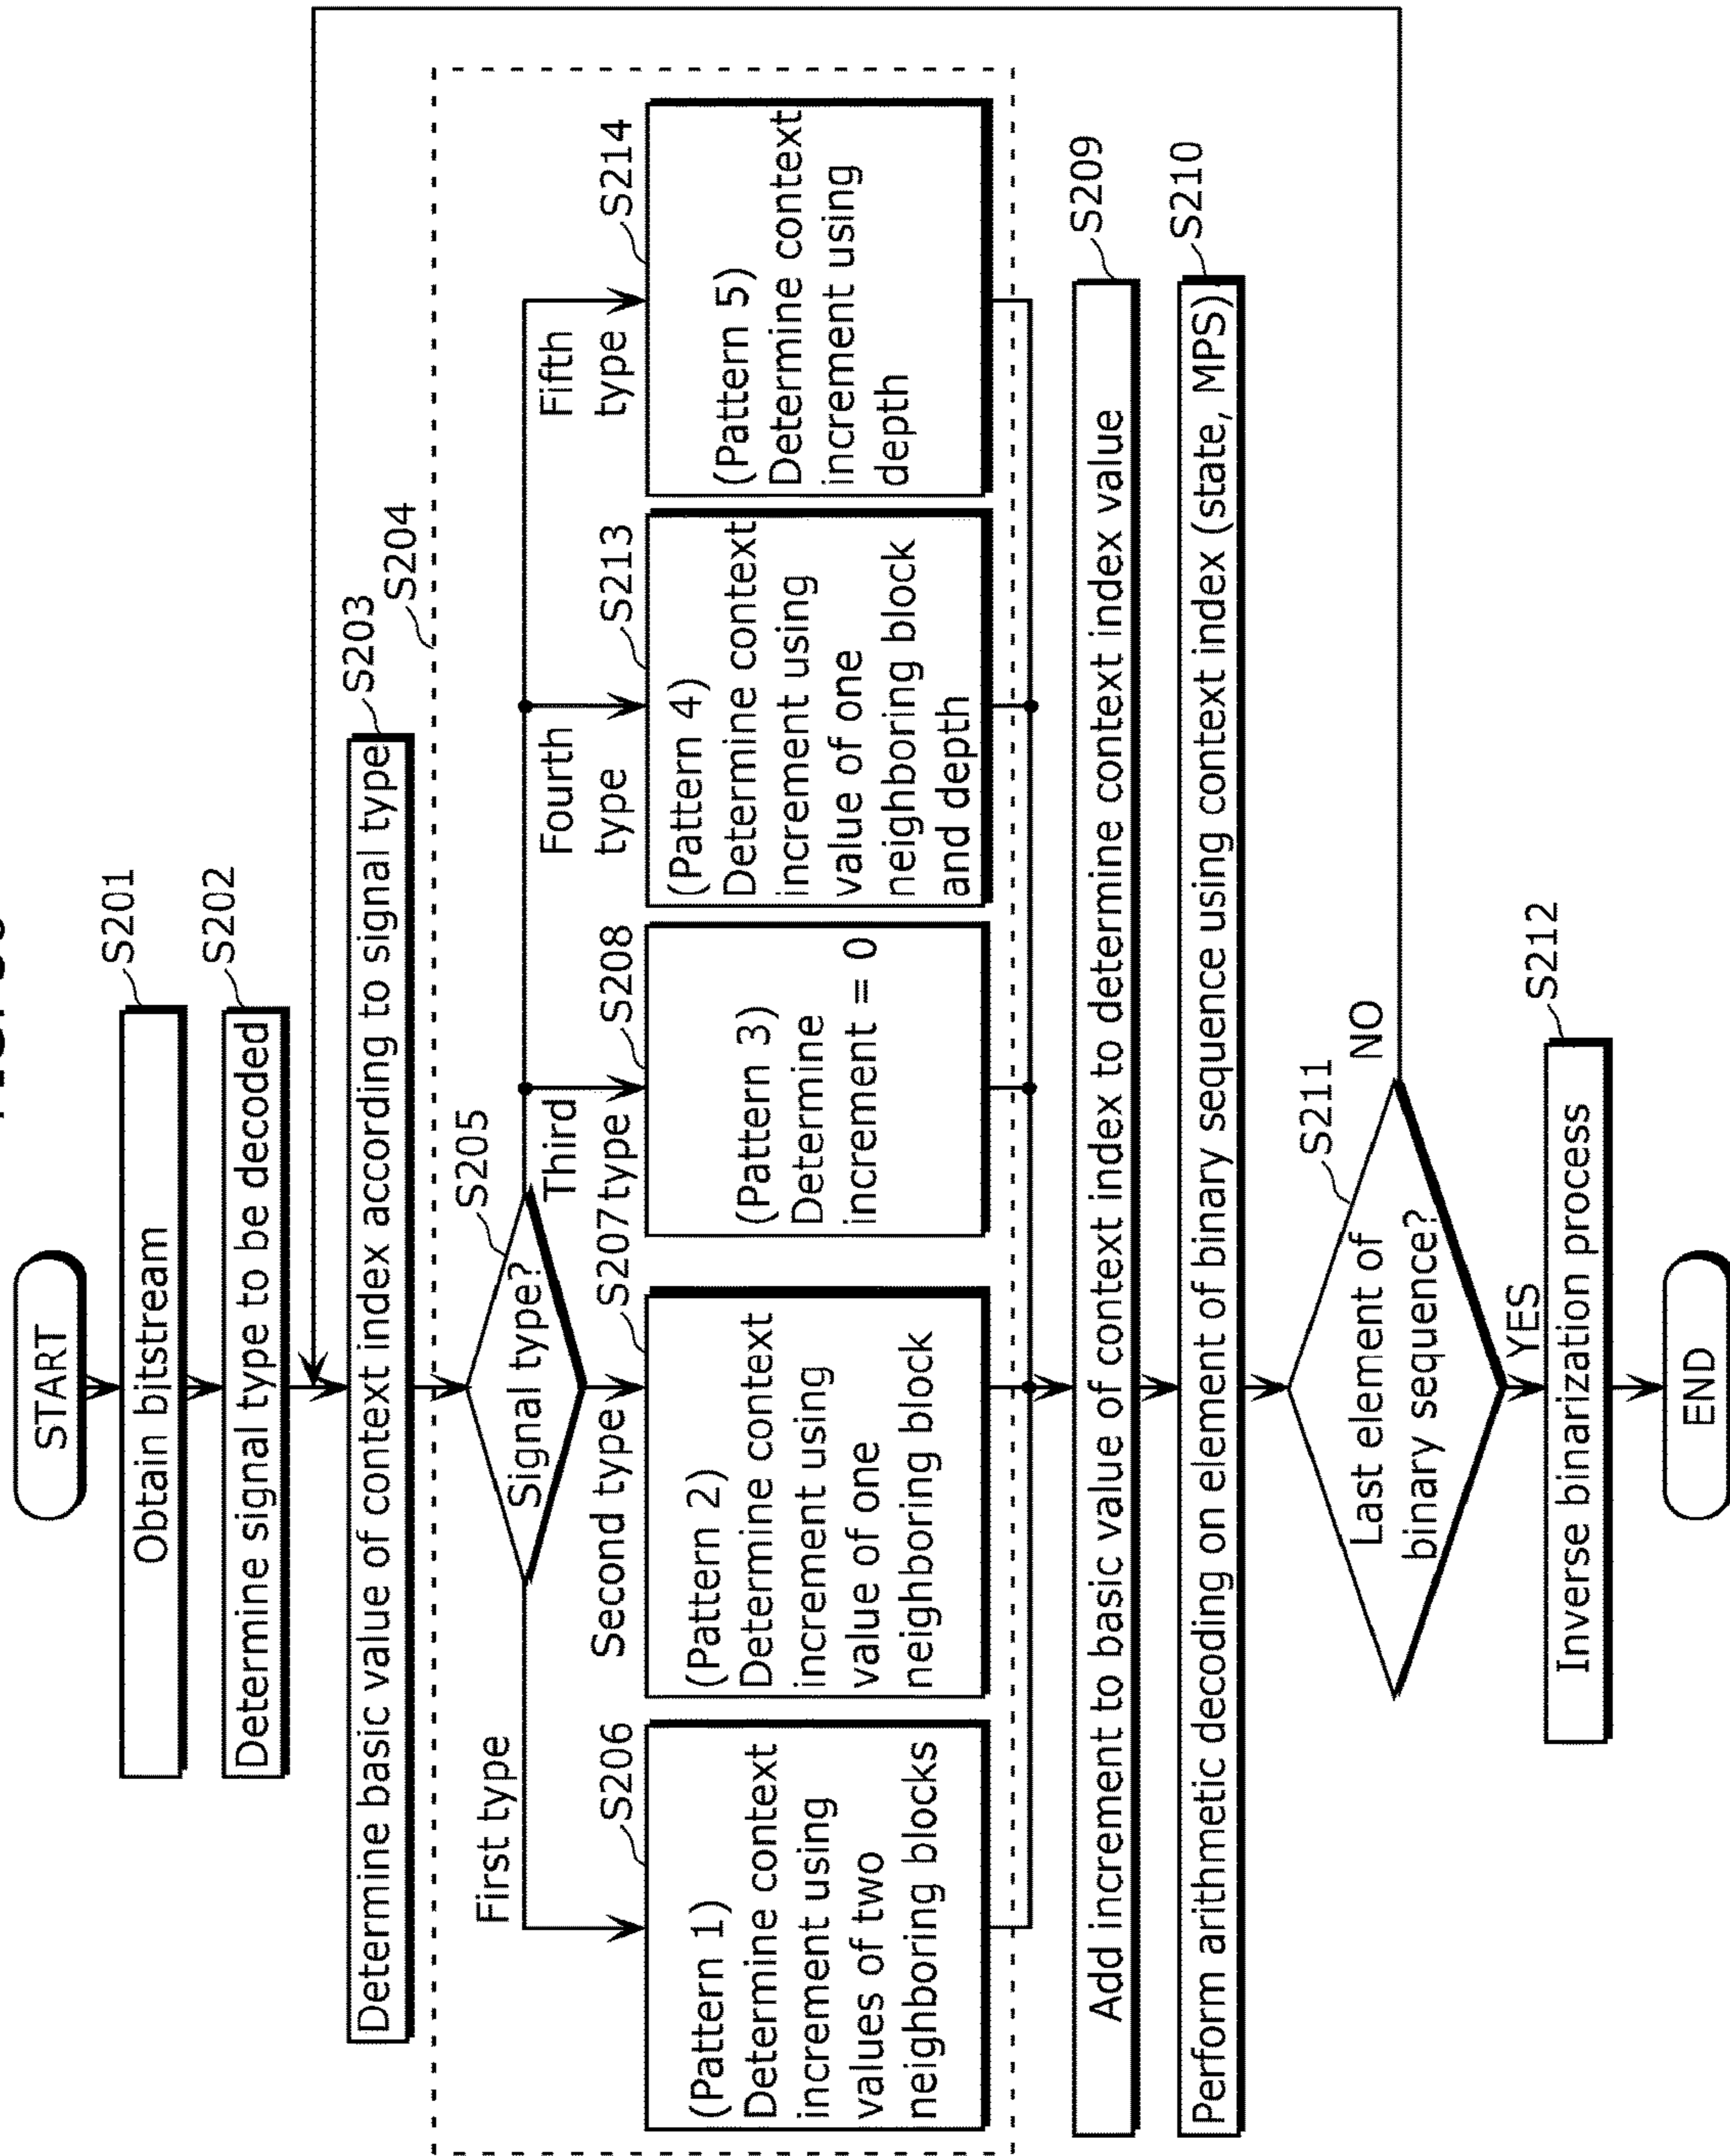 START
Obtain bitstream
S201
Determine signal type to be decoded
S202
Determine basic value of context index according to signal type
S203
S204
Signal type?
S205
First type
Second type
Third
type
Fourth
type
Fifth
type
S206
(Pattern 1)
Determine context
increment using
values of two
neighboring blocks
S207
(Pattern 2)
Determine context
increment using
value of one
neighboring block
S208
(Pattern 3)
Determine
increment = 0
S213
(Pattern 4)
Determine context
increment using
value of one
neighboring block
and depth
S214
(Pattern 5)
Determine context
increment using
depth
Add increment to basic value of context index to determine context index value
S209
Perform arithmetic decoding on element of binary sequence using context index (state, MPS)
S210
Last element of
binary sequence?
S211
NO
YES
Inverse binarization process
S212
END